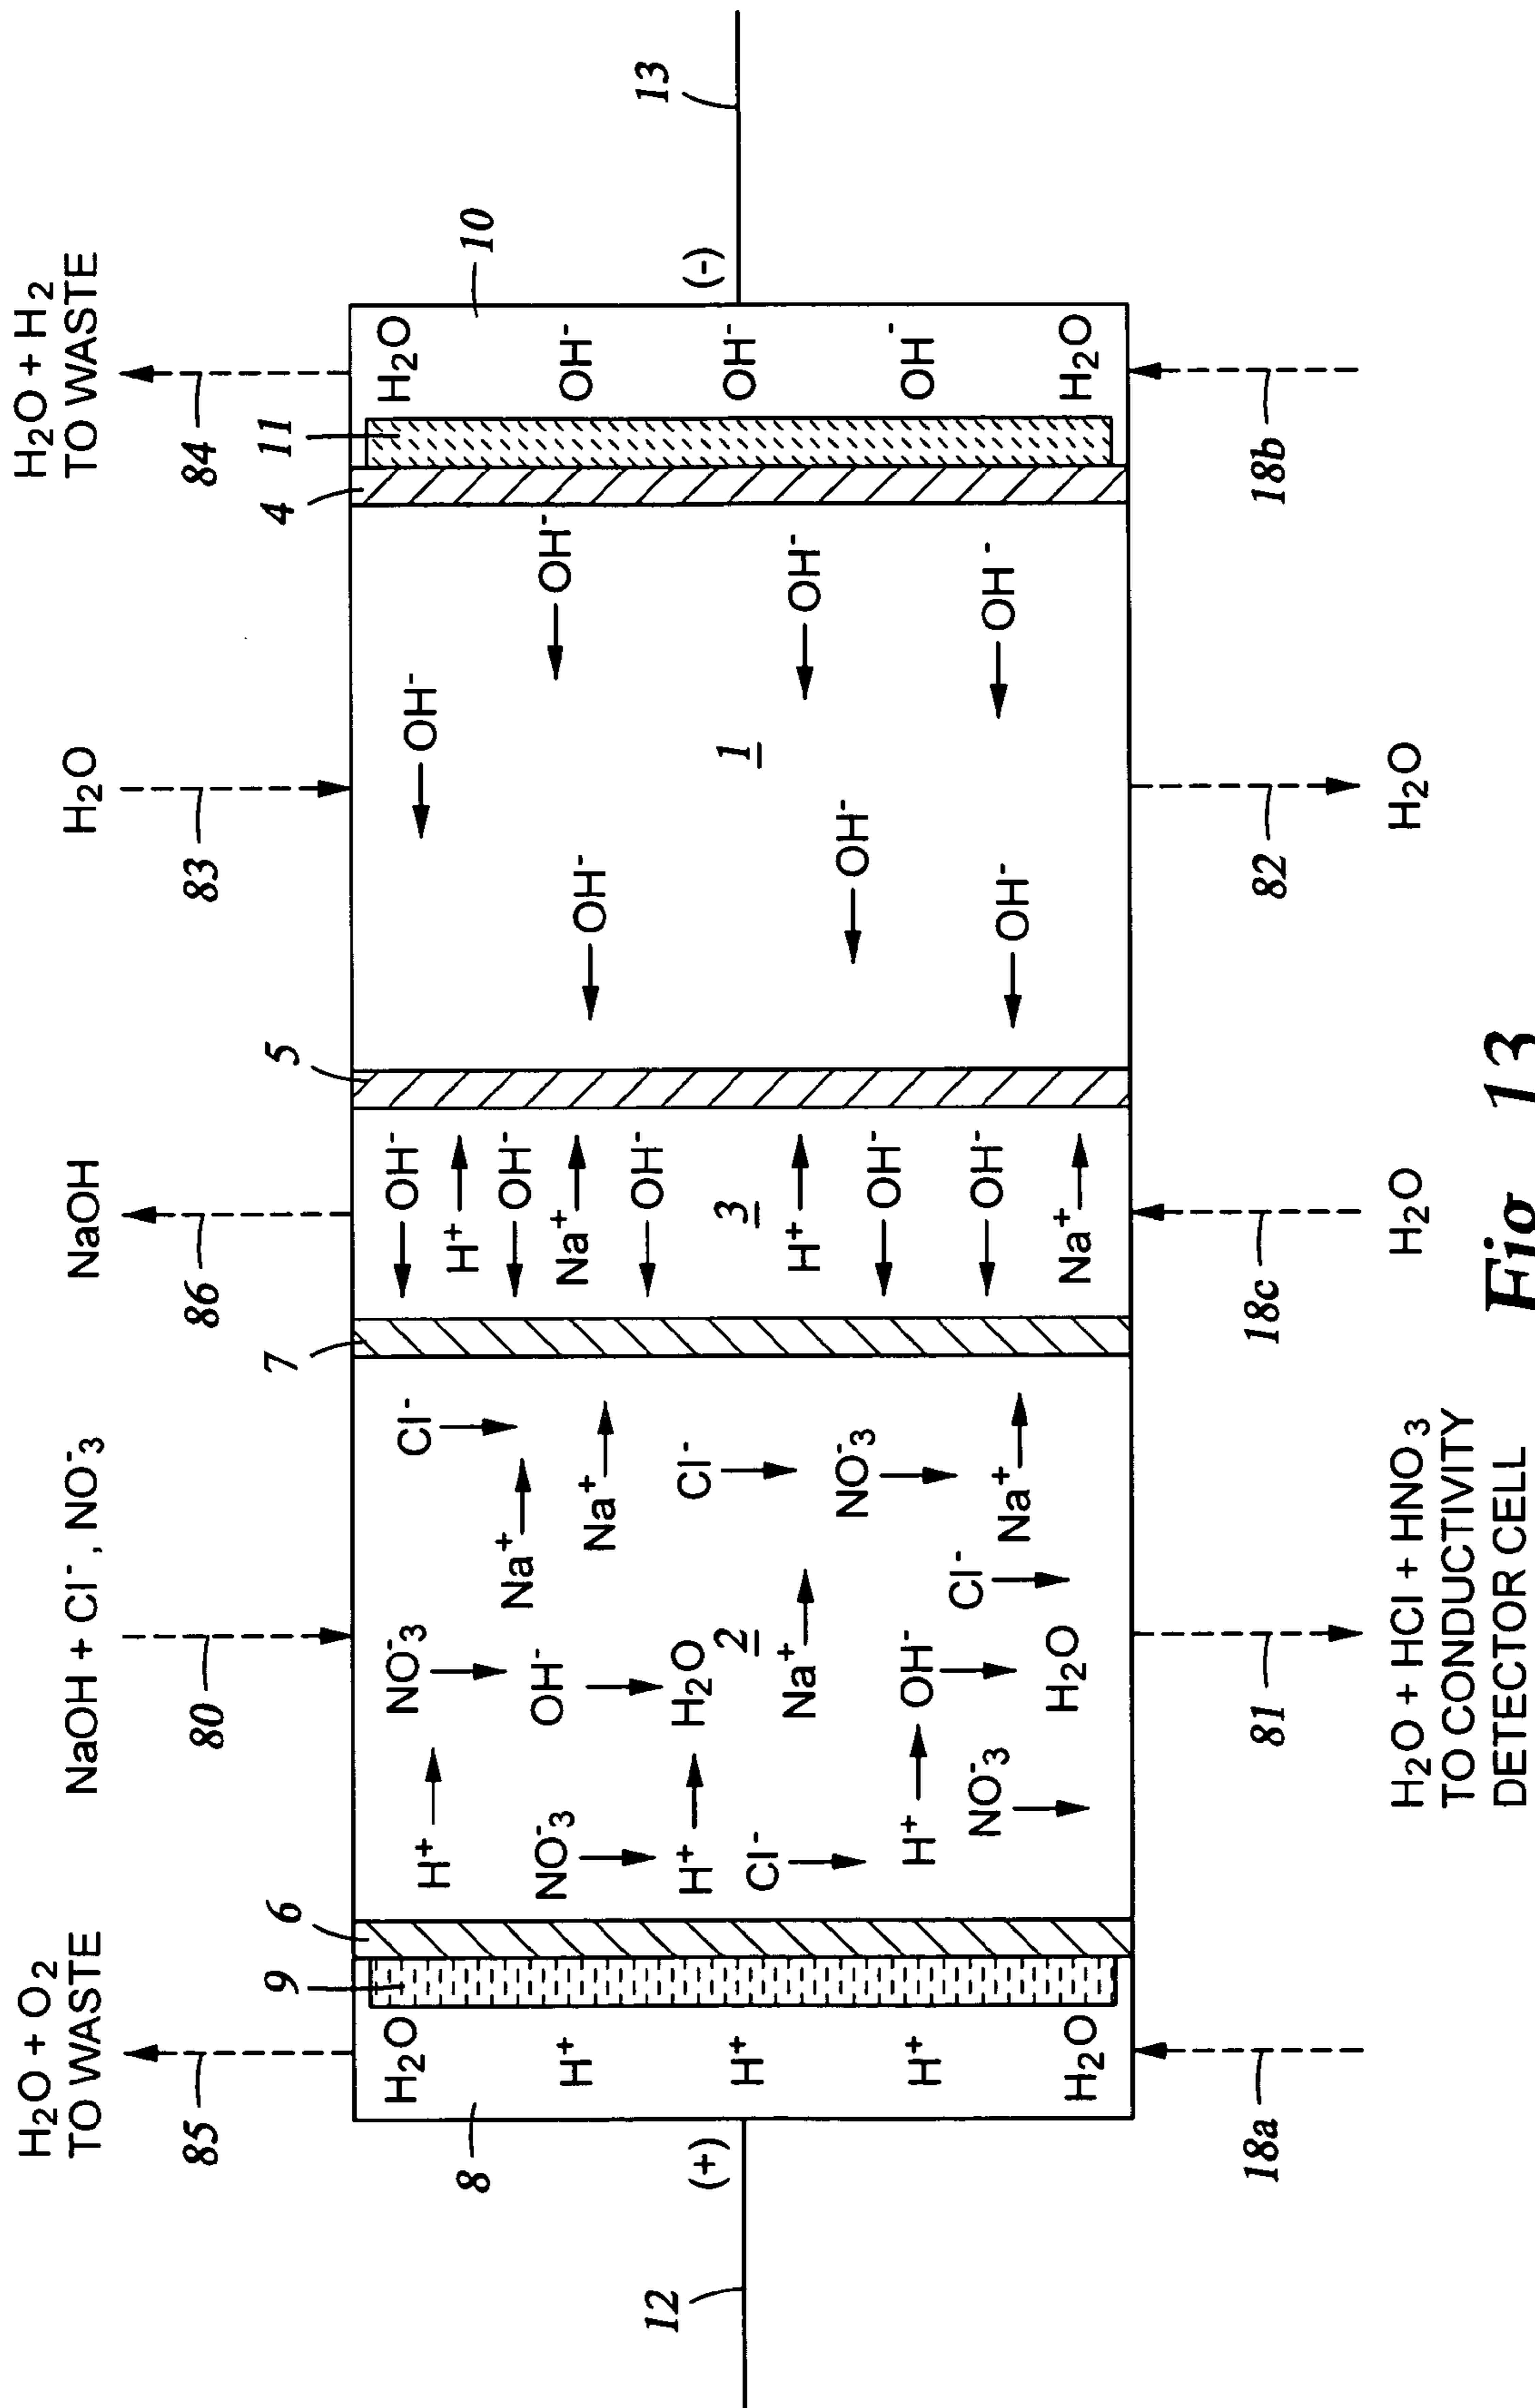 H₂O + O₂
TO WASTE
NaOH + Cl⁻, NO₃⁻
NaOH
H₂O
H₂O + H₂
TO WASTE
85
80
86
83
84
9
6
7
5
4
11
8
10
H₂O
H⁺
H⁺
H⁺
H₂O
H⁺
NO₃⁻
Cl⁻
NO₃⁻
OH⁻
Na⁺
Na⁺
H⁺
H₂O
Cl⁻
Cl⁻
2
Na⁺
NO₃⁻
H⁺
OH⁻
Cl⁻
Na⁺
NO₃⁻
H₂O
OH⁻
H⁺
OH⁻
Na⁺
OH⁻
3
H⁺
OH⁻
OH⁻
Na⁺
OH⁻
OH⁻
OH⁻
1
OH⁻
OH⁻
OH⁻
OH⁻
H₂O
OH⁻
OH⁻
OH⁻
H₂O
12
(+)
(-)
13
18a
81
18c
82
18b
H₂O + HCl + HNO₃
TO CONDUCTIVITY
DETECTOR CELL
H₂O
H₂O
Fig_13